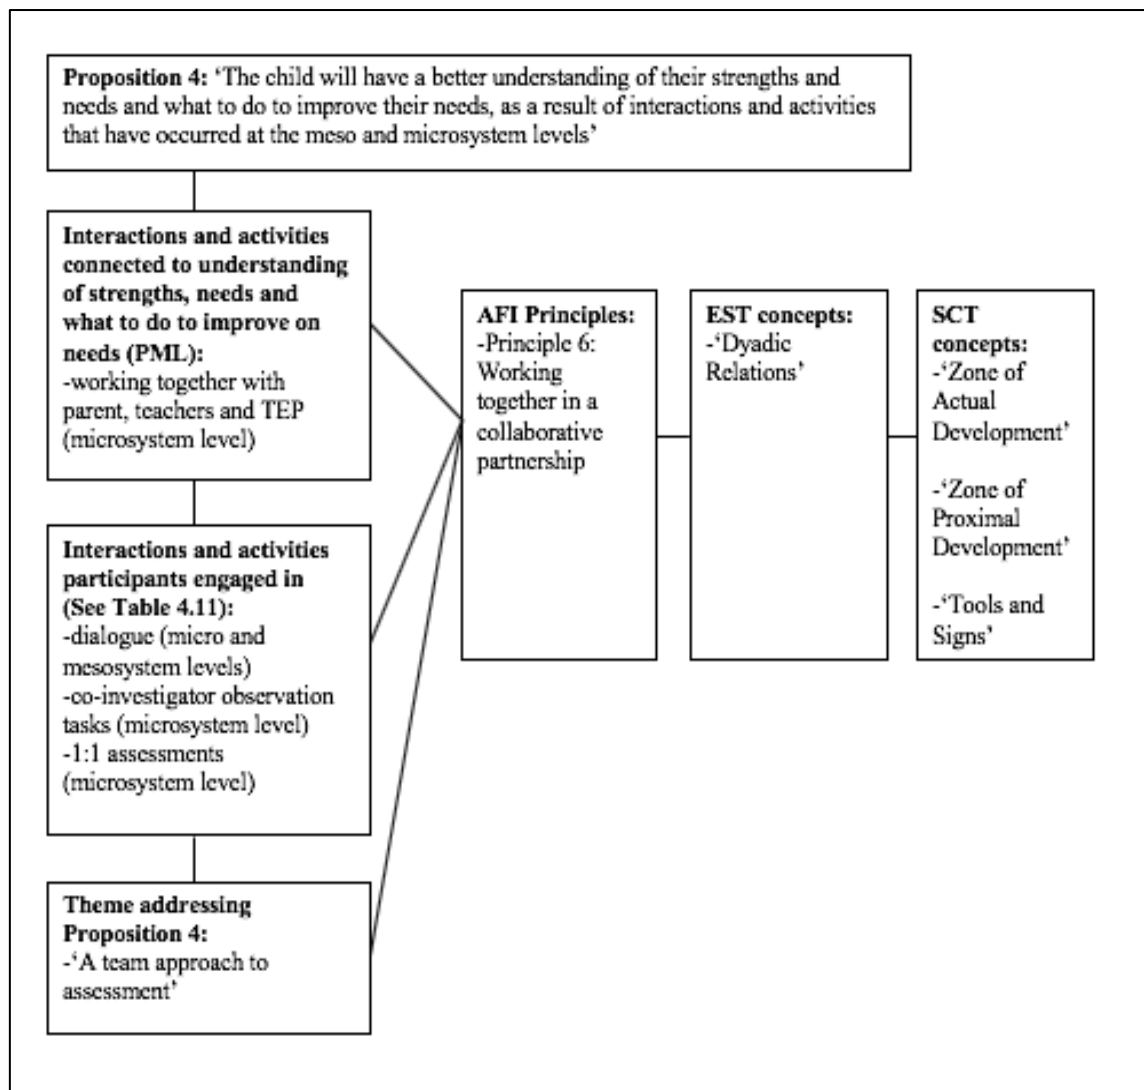 Proposition 4: ‘The child will have a better understanding of their strengths and
needs and what to do to improve their needs, as a result of interactions and activities
that have occurred at the meso and microsystem levels’
Interactions and activities
connected to understanding
of strengths, needs and
what to do to improve on
needs (PML):
-working together with
parent, teachers and TEP
(microsystem level)
Interactions and activities
participants engaged in
(See Table 4.11):
-dialogue (micro and
mesosystem levels)
-co-investigator observation
tasks (microsystem level)
-1:1 assessments
(microsystem level)
Theme addressing
Proposition 4:
-‘A team approach to
assessment’
AFI Principles:
-Principle 6:
Working
together in a
collaborative
partnership
EST concepts:
-‘Dyadic
Relations’
SCT
concepts:
-‘Zone of
Actual
Development’
-‘Zone of
Proximal
Development’
-‘Tools and
Signs’